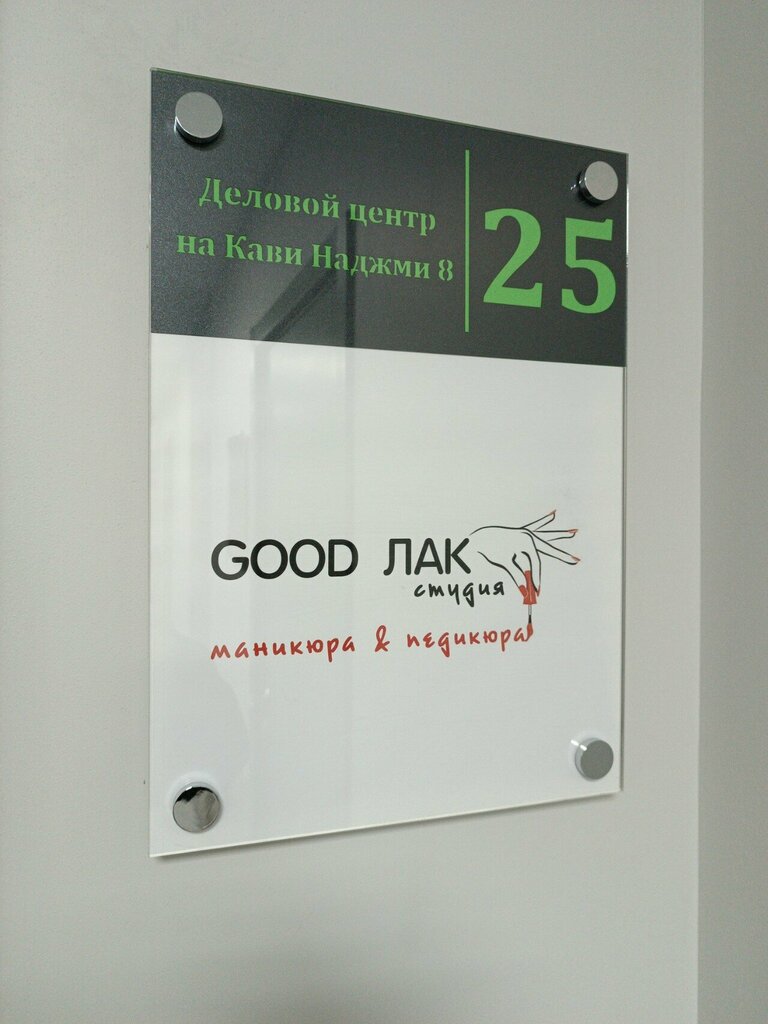 Деловой центр
на Кави Наджми 8
25
GOOD ЛАК
студия
маникюра & педикюра